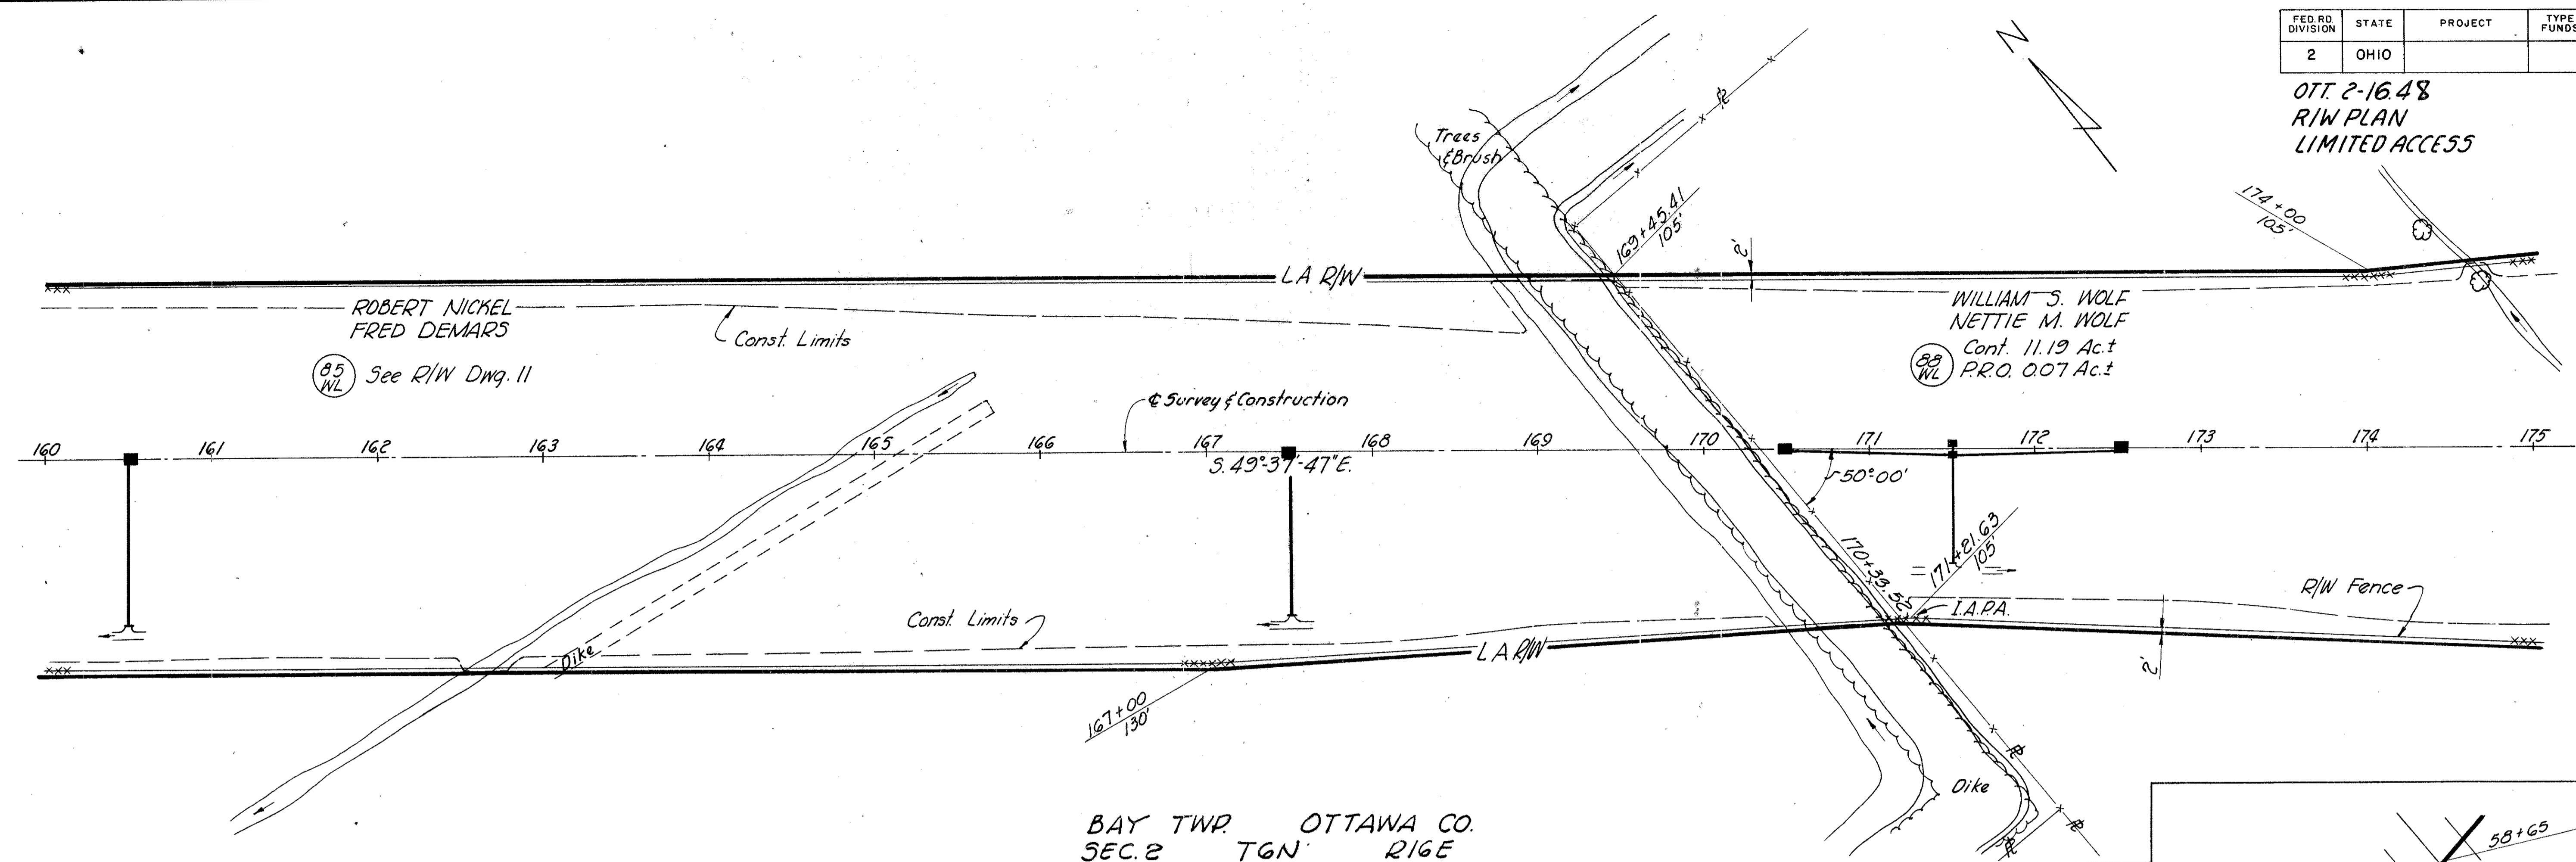 FED. RD. DIVISION STATE PROJECT TYPE FUNDS
2 OHIO
OTT. 2-16.48
R/W PLAN
LIMITED ACCESS
N
Trees
& Brush
℄
169+45.41
105'
2'
174+00
105'
LA R/W
ROBERT NICKEL
FRED DEMARS
85 WL See R/W Dwg. 11
Const. Limits
WILLIAM S. WOLF
NETTIE M. WOLF
88 WL Cont. 11.19 Ac.±
P.R.O. 0.07 Ac.±
℄ Survey & Construction
160 161 162 163 164 165 166 167 168 169 170 171 172 173 174 175
S. 49°-37'-47" E.
50°00'
170+33.52
171+21.63
105'
I.A.P.A.
R/W Fence
Const. Limits
Dike
LA R/W
2'
167+00
130'
Dike
BAY TWP. OTTAWA CO.
SEC. 2 T6N R16E
58+65